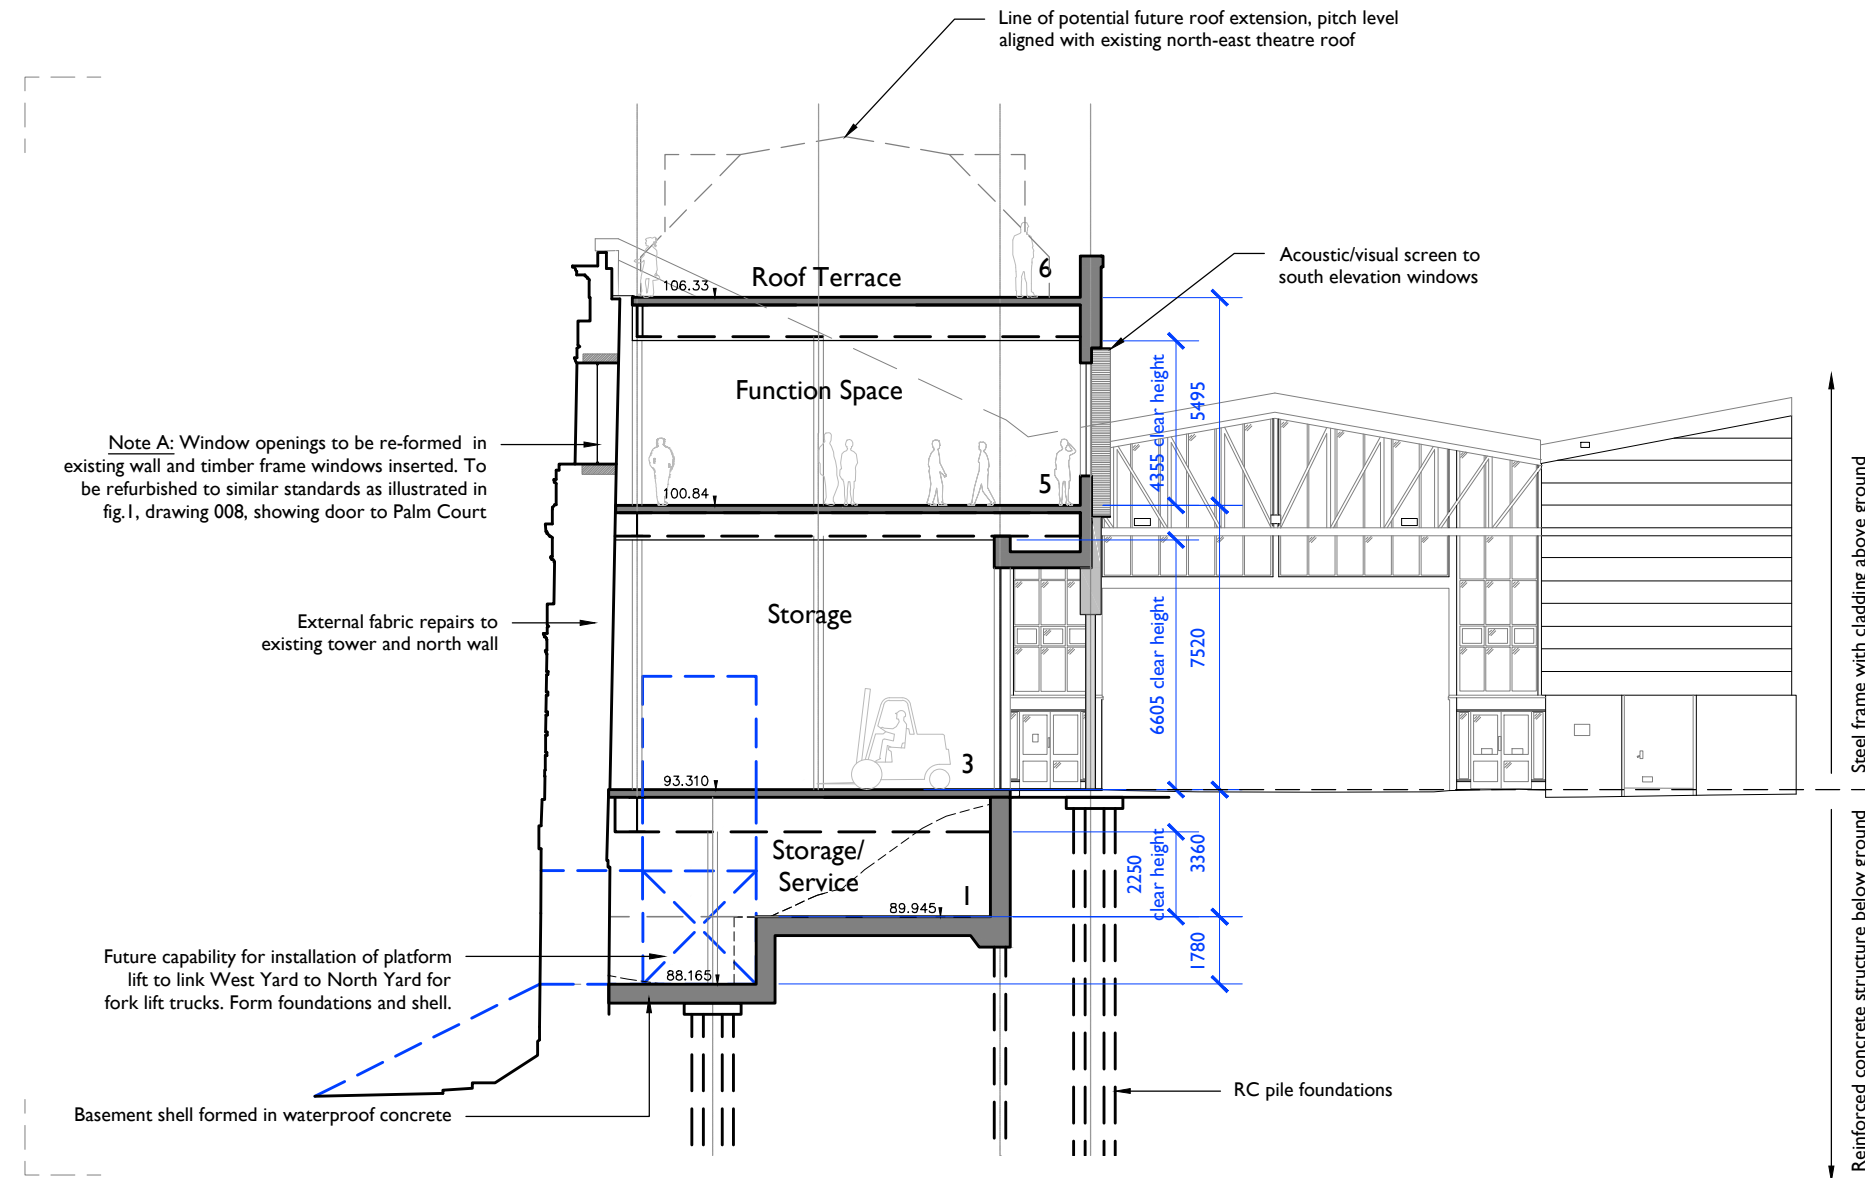 Line of potential future roof extension, pitch level
aligned with existing north-east theatre roof
Acoustic/visual screen to
south elevation windows
Roof Terrace
6
106.33
Function Space
5
100.84
4355 clear height
5495
Note A: Window openings to be re-formed in
existing wall and timber frame windows inserted. To
be refurbished to similar standards as illustrated in
fig.1, drawing 008, showing door to Palm Court
External fabric repairs to
existing tower and north wall
Storage
3
93.310
6605 clear height
7520
Storage/
Service
1
89.945
2250
clear height
3360
1780
88.165
Future capability for installation of platform
lift to link West Yard to North Yard for
fork lift trucks. Form foundations and shell.
Basement shell formed in waterproof concrete
RC pile foundations
Steel frame with cladding above ground
Reinforced concrete structure below ground